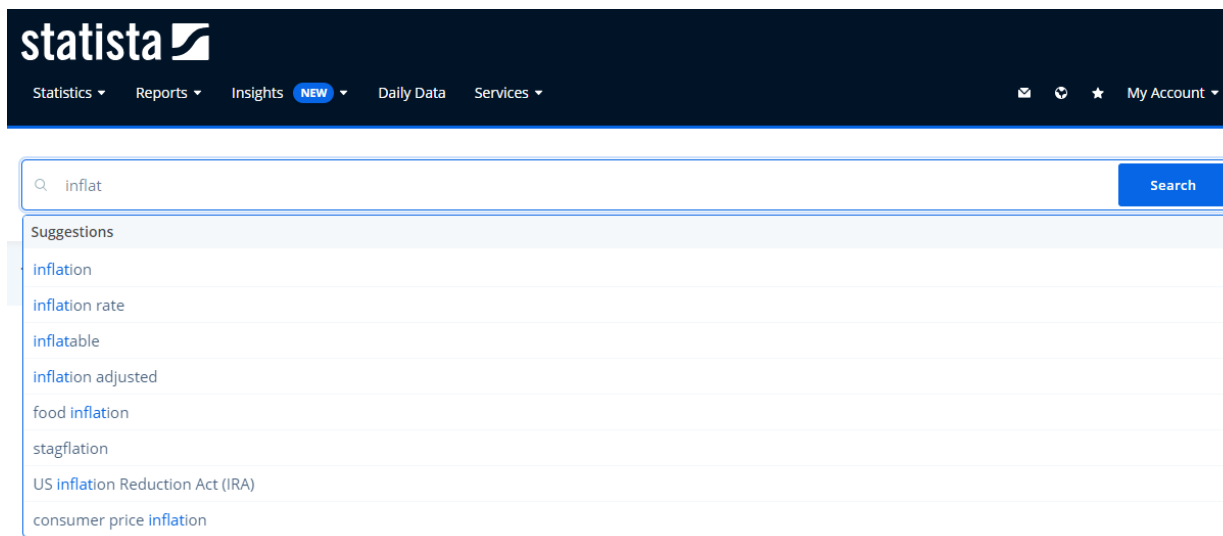 statista
Statistics Reports Insights NEW Daily Data Services My Account
inflat Search
Suggestions
inflation
inflation rate
inflatable
inflation adjusted
food inflation
stagflation
US inflation Reduction Act (IRA)
consumer price inflation